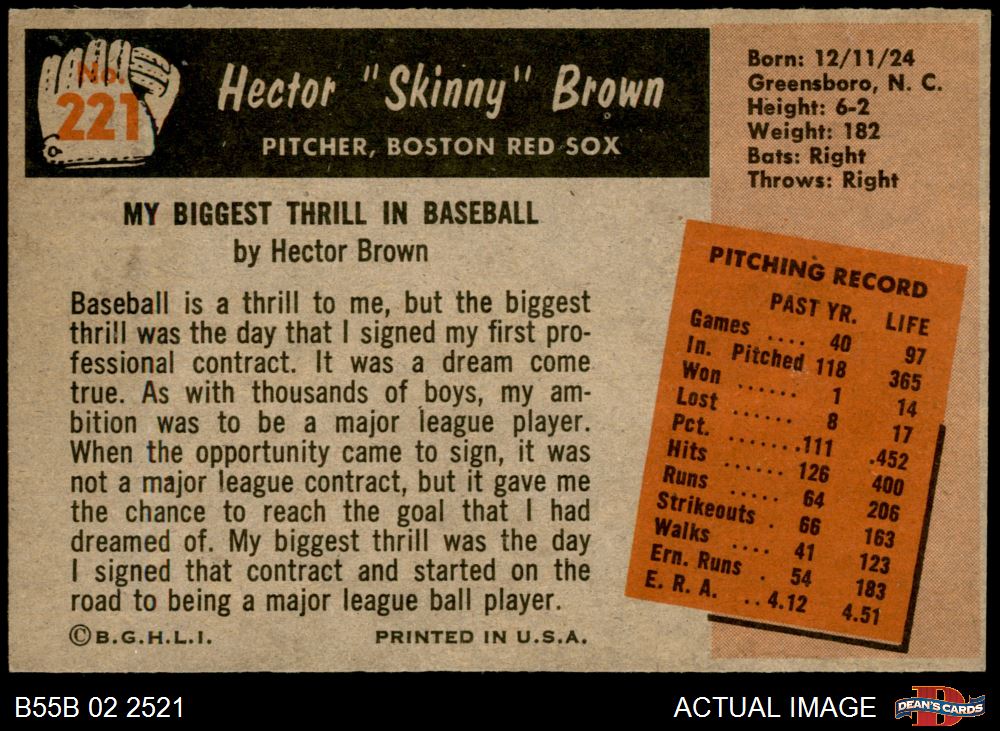 No.
221
Hector "Skinny" Brown
PITCHER, BOSTON RED SOX
Born: 12/11/24
Greensboro, N. C.
Height: 6-2
Weight: 182
Bats: Right
Throws: Right
MY BIGGEST THRILL IN BASEBALL
by Hector Brown
Baseball is a thrill to me, but the biggest
thrill was the day that I signed my first pro-
fessional contract. It was a dream come
true. As with thousands of boys, my am-
bition was to be a major league player.
When the opportunity came to sign, it was
not a major league contract, but it gave me
the chance to reach the goal that I had
dreamed of. My biggest thrill was the day
I signed that contract and started on the
road to being a major league ball player.
©B.G.H.L.I. PRINTED IN U.S.A.
PITCHING RECORD
PAST YR. LIFE
Games .... 40 97
In. Pitched 118 365
Won ...... 1 14
Lost ...... 8 17
Pct. .......111 .452
Hits ...... 126 400
Runs ..... 64 206
Strikeouts . 66 163
Walks .... 41 123
Ern. Runs . 54 183
E. R. A. ..4.12 4.51
B55B 02 2521
ACTUAL IMAGE
D
DEAN'S CARDS